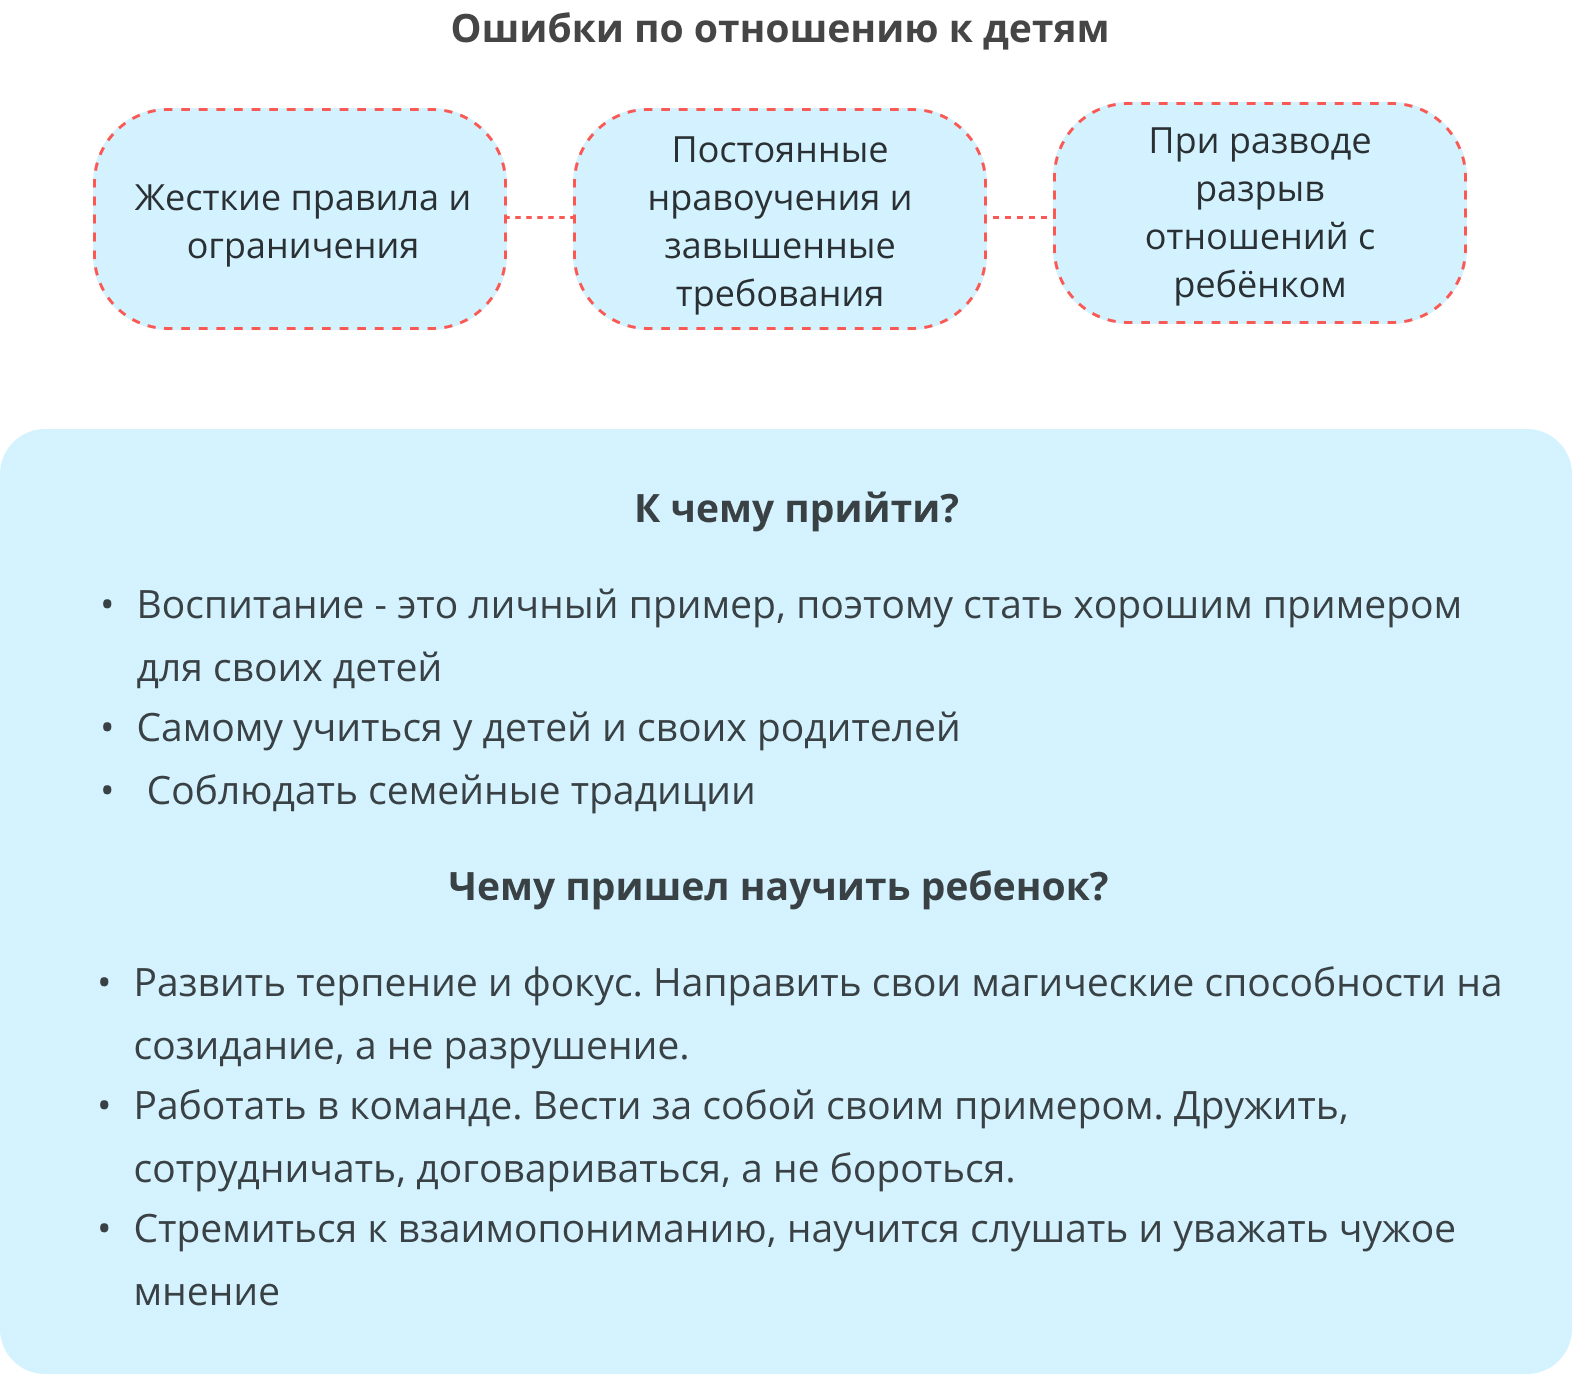 Ошибки по отношению к детям
Жесткие правила и
ограничения
Постоянные
нравоучения и
завышенные
требования
При разводе
разрыв
отношений с
ребёнком
К чему прийти?
• Воспитание - это личный пример, поэтому стать хорошим примером
для своих детей
• Самому учиться у детей и своих родителей
• Соблюдать семейные традиции
Чему пришел научить ребенок?
• Развить терпение и фокус. Направить свои магические способности на
созидание, а не разрушение.
• Работать в команде. Вести за собой своим примером. Дружить,
сотрудничать, договариваться, а не бороться.
• Стремиться к взаимопониманию, научится слушать и уважать чужое
мнение